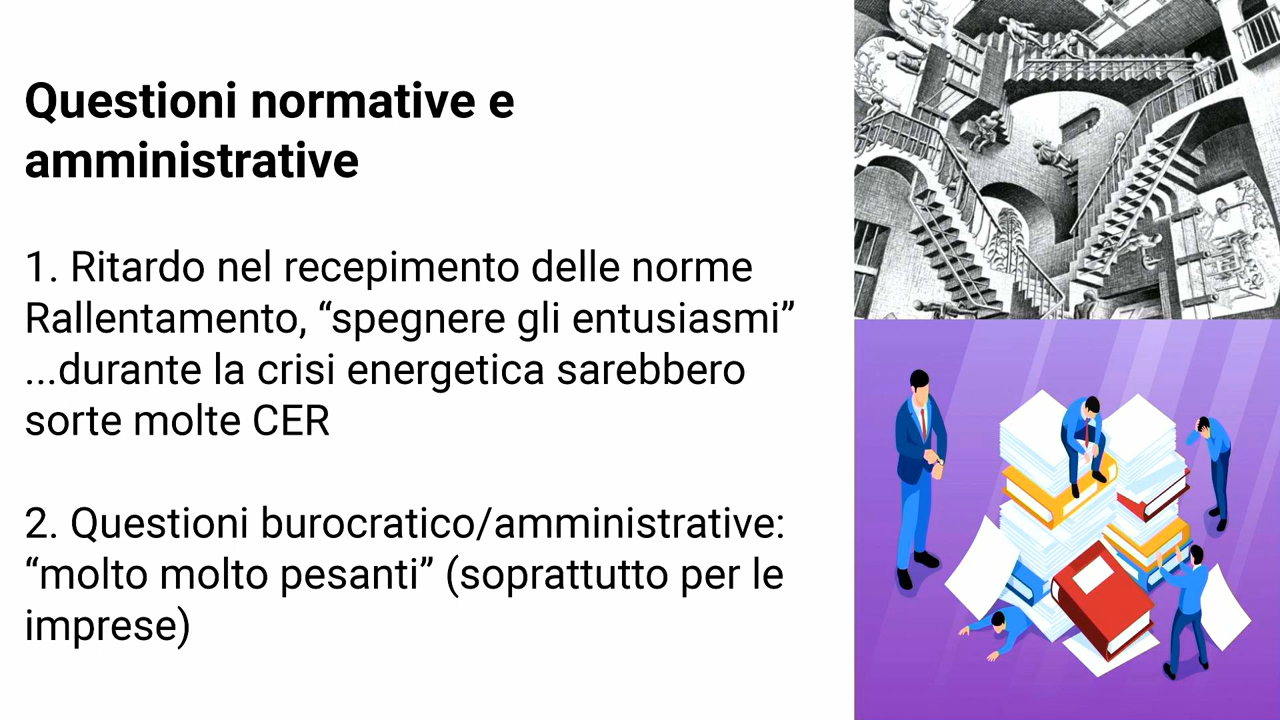 Questioni normative e
amministrative
1. Ritardo nel recepimento delle norme
Rallentamento, “spegnere gli entusiasmi”
...durante la crisi energetica sarebbero
sorte molte CER
2. Questioni burocratico/amministrative:
“molto molto pesanti” (soprattutto per le
imprese)